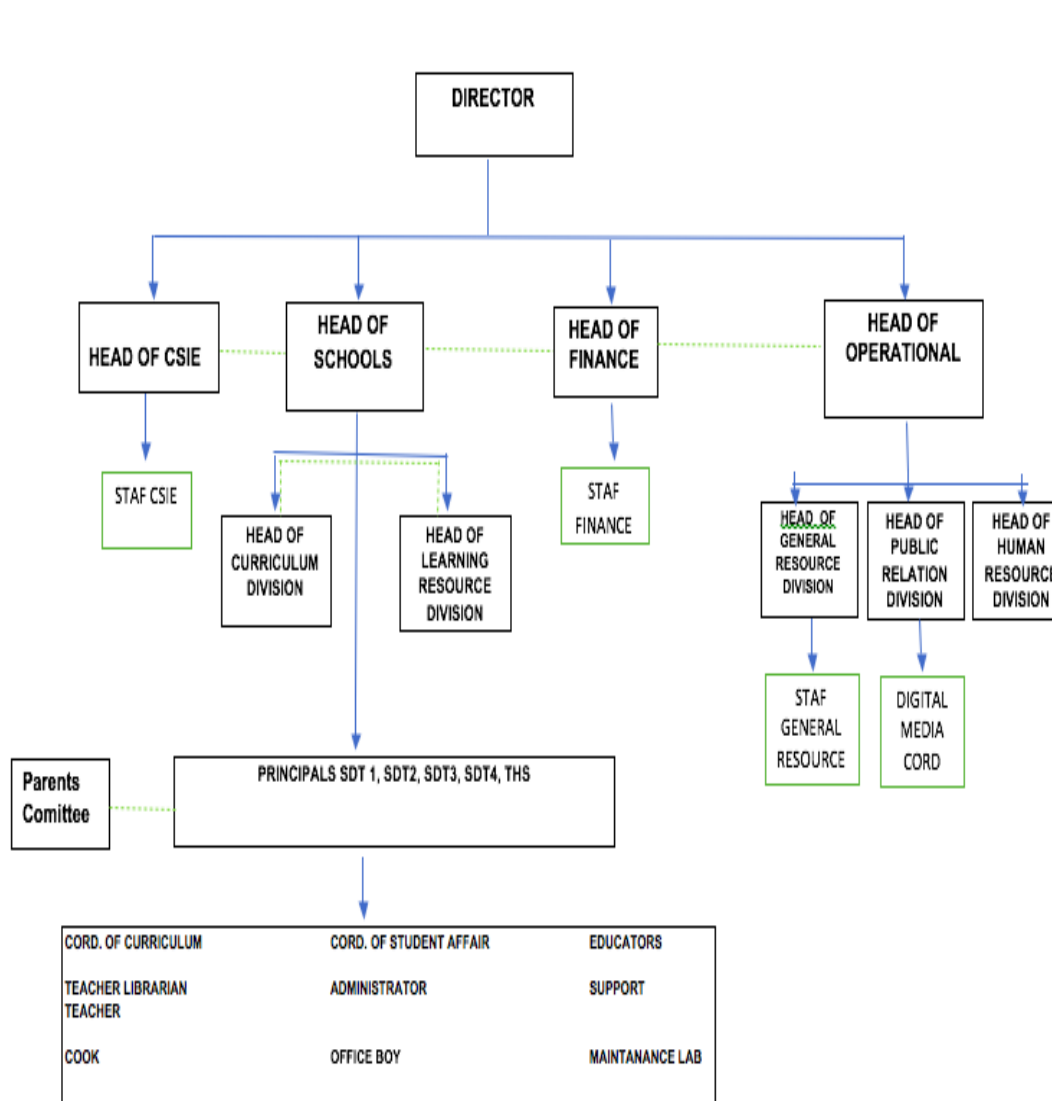 DIRECTOR
HEAD OF CSIE
HEAD OF
SCHOOLS
HEAD OF
FINANCE
HEAD OF
OPERATIONAL
STAF CSIE
HEAD OF
CURRICULUM
DIVISION
HEAD OF
LEARNING
RESOURCE
DIVISION
STAF
FINANCE
HEAD OF
GENERAL
RESOURCE
DIVISION
HEAD OF
PUBLIC
RELATION
DIVISION
HEAD OF
HUMAN
RESOURCE
DIVISION
STAF
GENERAL
RESOURCE
DIGITAL
MEDIA
CORD
Parents
Comittee
PRINCIPALS SDT 1, SDT2, SDT3, SDT4, THS
CORD. OF CURRICULUM
CORD. OF STUDENT AFFAIR
EDUCATORS
TEACHER LIBRARIAN
TEACHER
ADMINISTRATOR
SUPPORT
COOK
OFFICE BOY
MAINTANANCE LAB